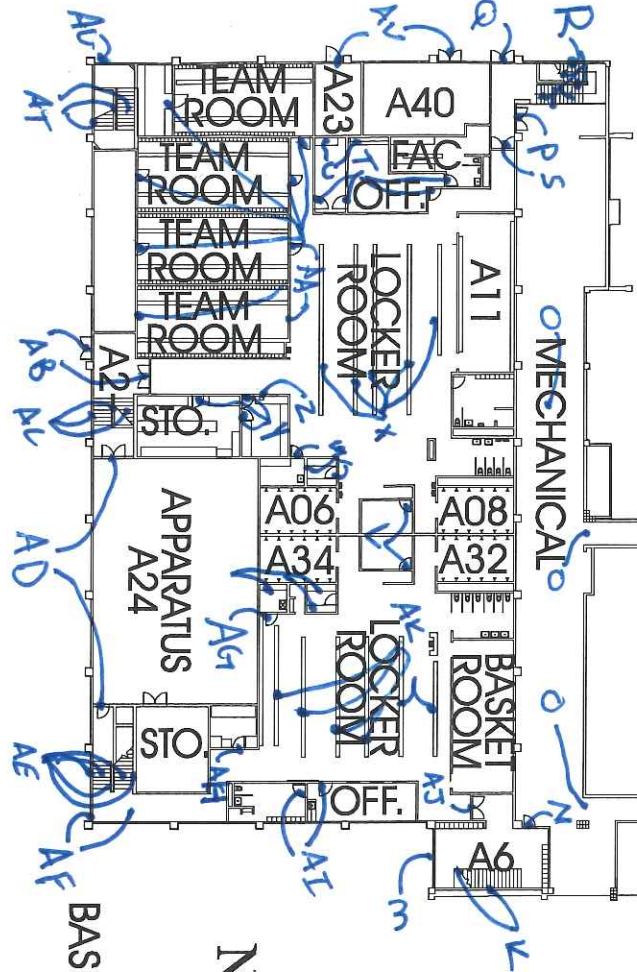 R
Q
AV
AU
AT
TEAM
ROOM
A23
A40
PS
TEAM
ROOM
FAC
OFF.
T
TEAM
ROOM
TEAM
ROOM
AA
LOCKER
ROOM
A11
O
MECHANICAL
AB
A21
AC
STO.
Y
Z
X
A06
A08
O
APPARATUS
A24
A34
A32
V
AD
AG
AK
LOCKER
ROOM
BASKET
ROOM
O
STO.
AE
AH
AF
AI
OFF.
AJ
N
A6
M
K
BAS
N